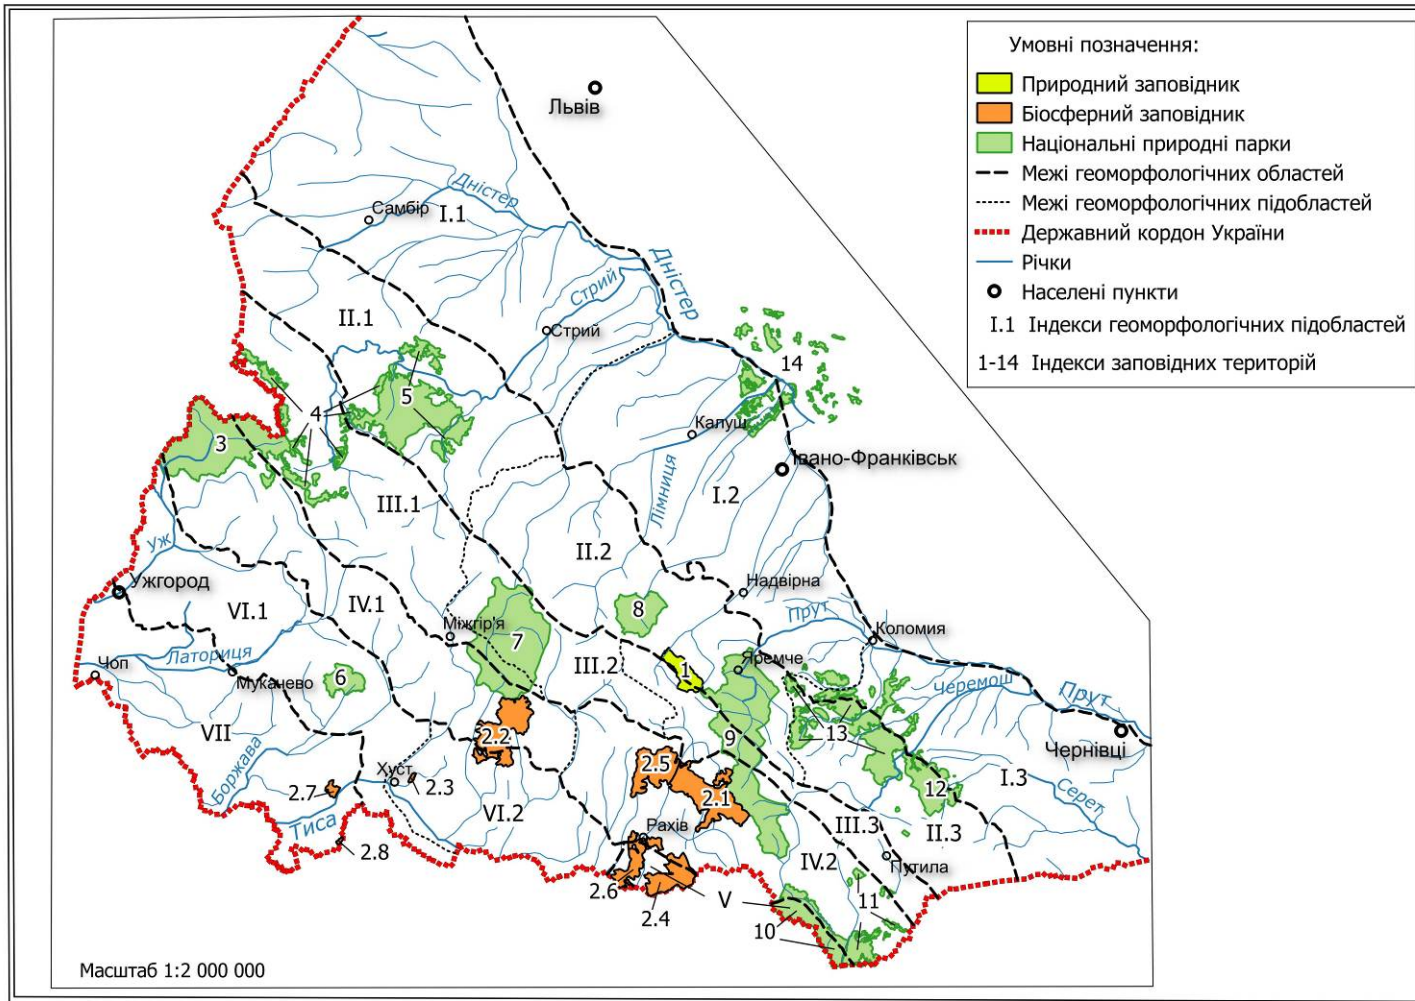 Умовні позначення:
Природний заповідник
Біосферний заповідник
Національні природні парки
Межі геоморфологічних областей
Межі геоморфологічних підобластей
Державний кордон України
Річки
Населені пункти
I.1 Індекси геоморфологічних підобластей
1-14 Індекси заповідних територій
Львів
Дністер
Самбір
I.1
Дністер
Стрий
Стрий
II.1
14
5
4
Калуш
3
Івано-Франківськ
Лімниця
I.2
III.1
Уж
II.2
Ужгород
Надвірна
VI.1
IV.1
8
Прут
Міжгір'я
7
Коломия
Латориця
Чоп
III.2
1
Яремче
6
Мукачево
Черемош
Прут
VII
2.2
9
13
Чернівці
Боржава
2.5
Хуст
2.3
I.3
2.7
2.1
12
Серет
VI.2
Тиса
III.3
II.3
Рахів
2.8
IV.2
Путила
2.6
2.4
V
11
10
Масштаб 1:2 000 000